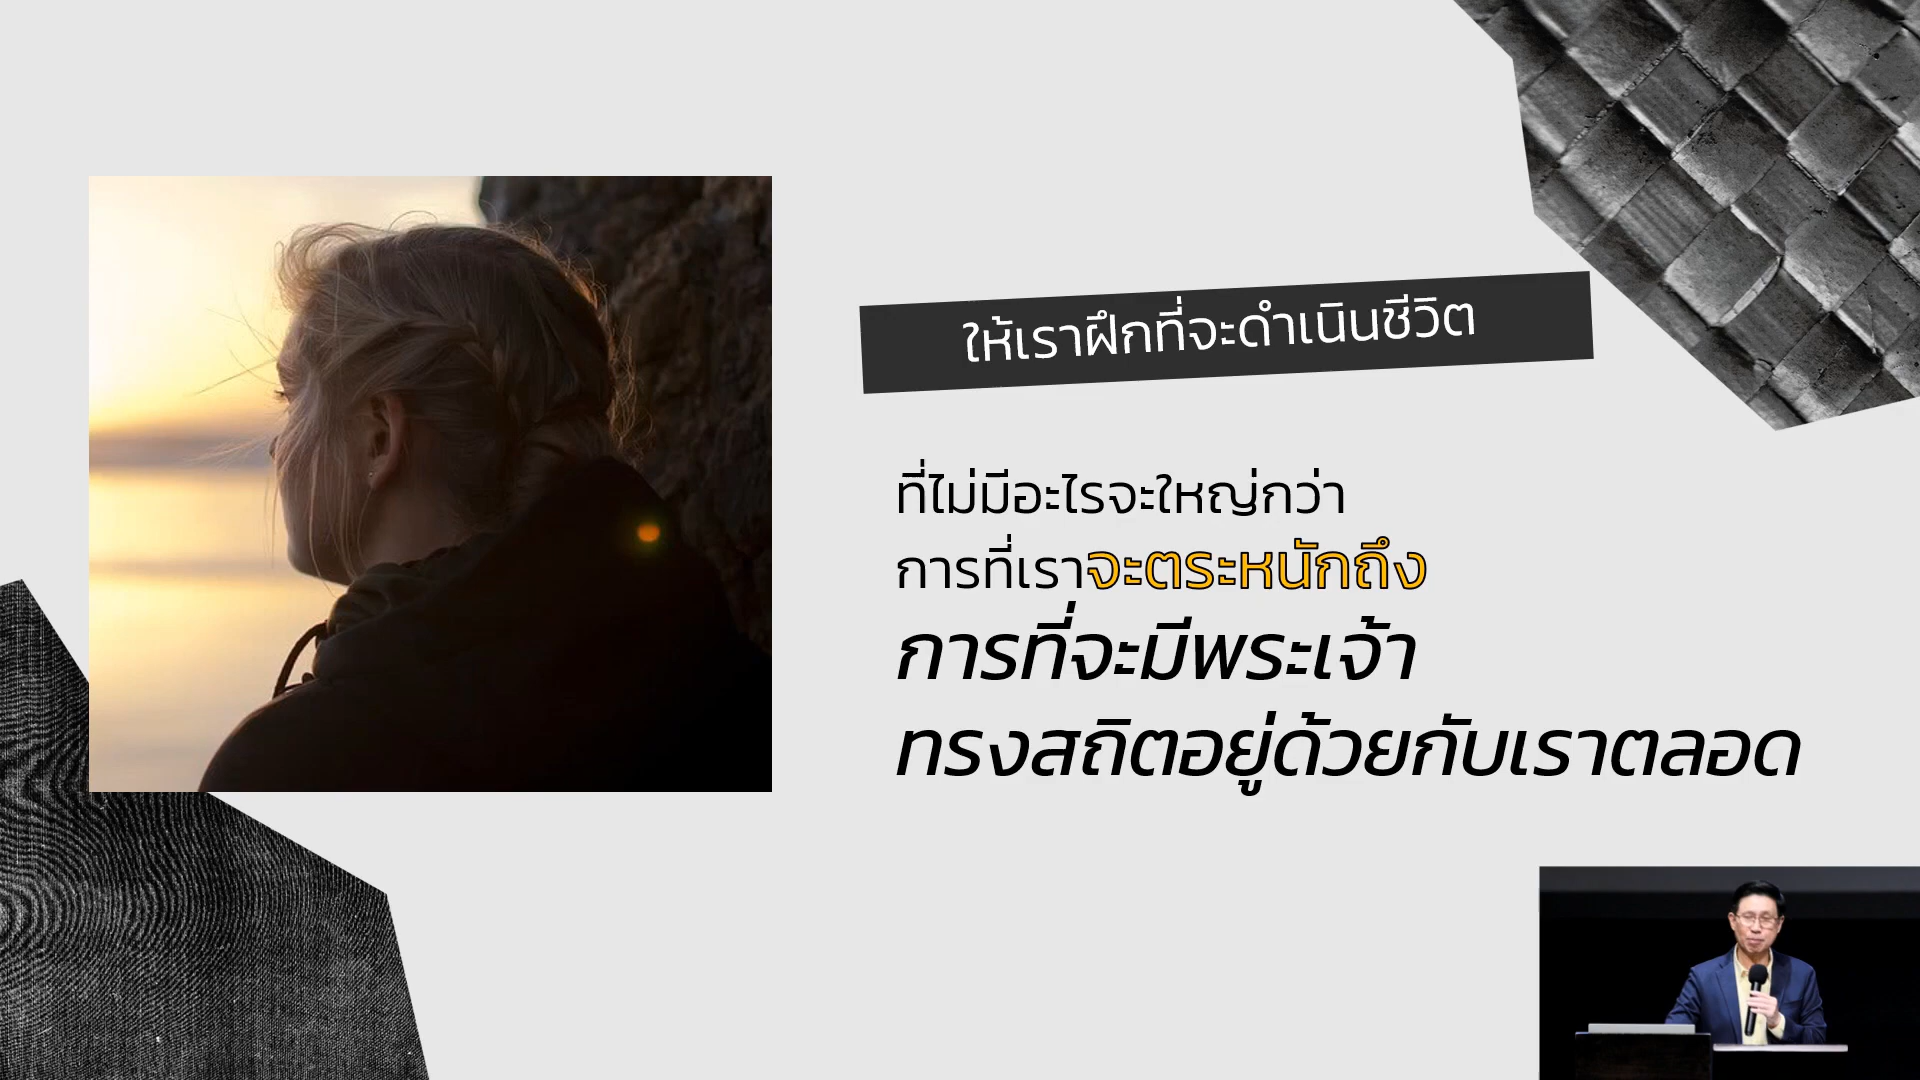 ให้เราฝึกที่จะดำเนินชีวิต
ที่ไม่มีอะไรจะใหญ่กว่า
การที่เราจะตระหนักถึง
การที่จะมีพระเจ้า
ทรงสถิตอยู่ด้วยกับเราตลอด